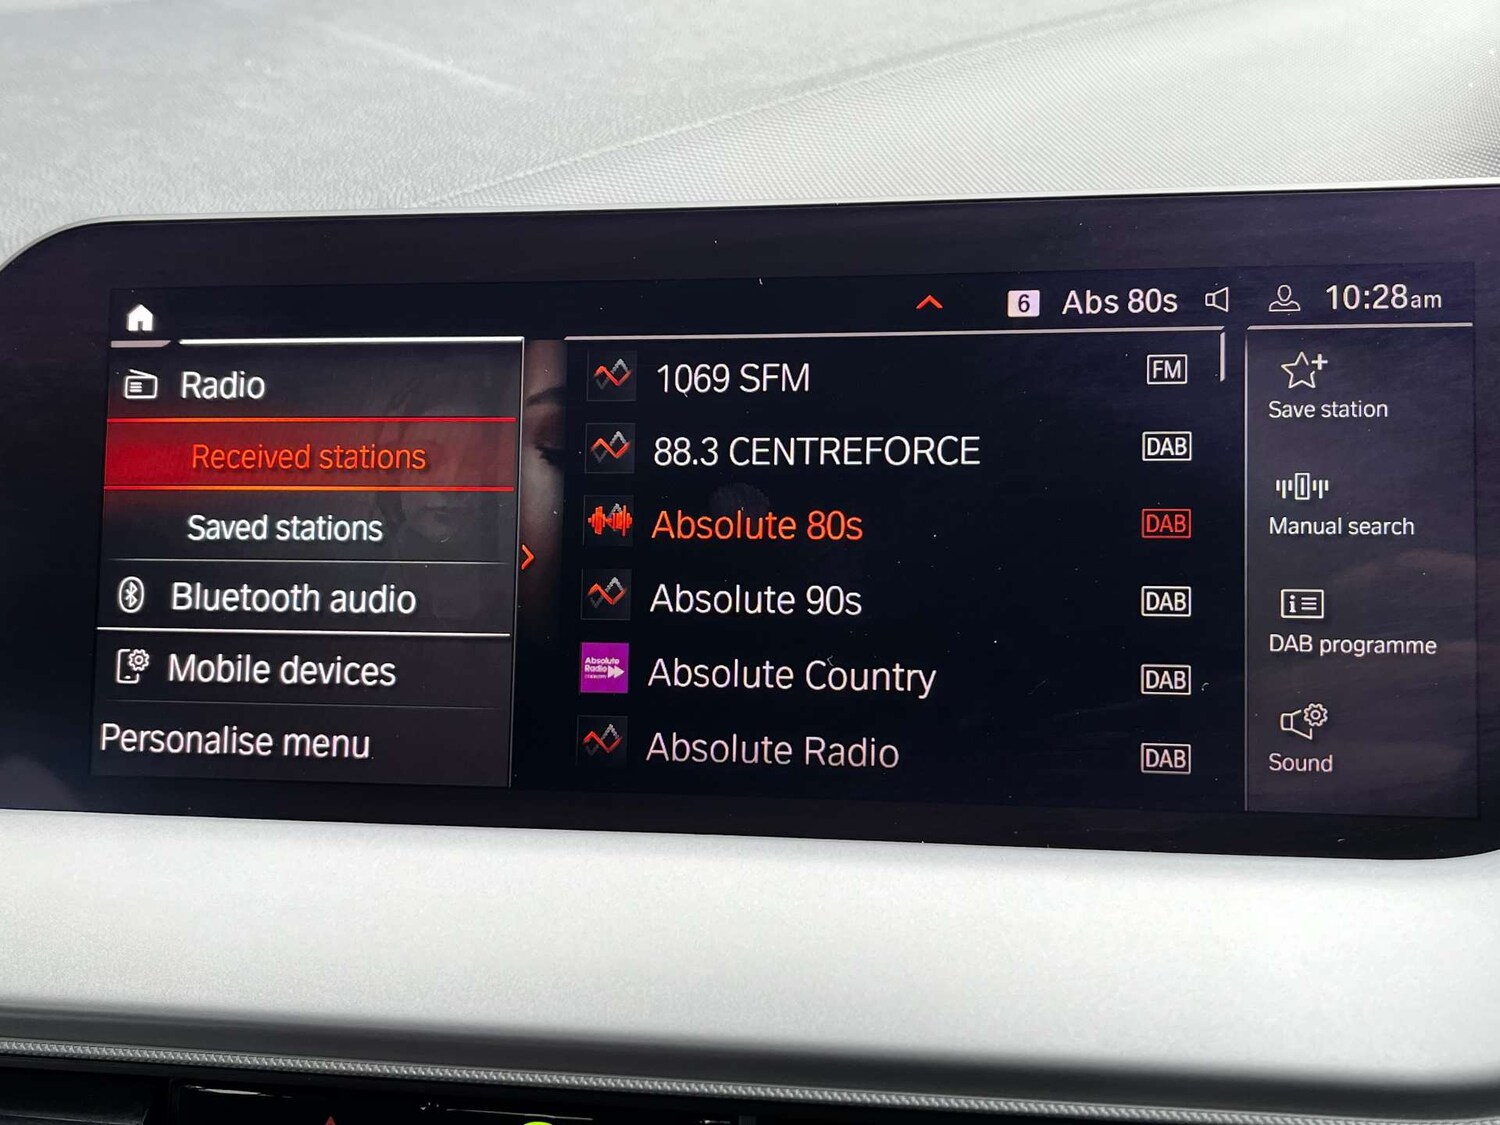 6 Abs 80s 10:28am
Radio
Received stations
Saved stations
Bluetooth audio
Mobile devices
Personalise menu
1069 SFM FM
88.3 CENTREFORCE DAB
Absolute 80s DAB
Absolute 90s DAB
Absolute
Radio
Absolute Country DAB
Absolute Radio DAB
Save station
Manual search
DAB programme
Sound